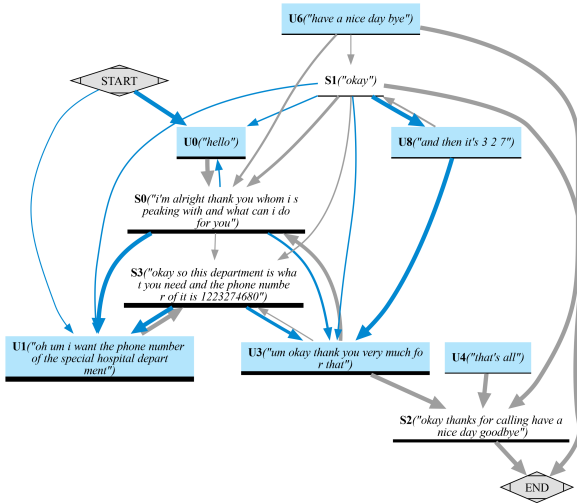 U6("have a nice day bye")
START
S1("okay")
U0("hello")
U8("and then it's 3 2 7")
S0("i'm alright thank you whom i s
peaking with and what can i do
for you")
S3("okay so this department is wha
t you need and the phone numbe
r of it is 1223274680")
U1("oh um i want the phone number
of the special hospital depart
ment")
U3("um okay thank you very much fo
r that")
U4("that's all")
S2("okay thanks for calling have a
nice day goodbye")
END